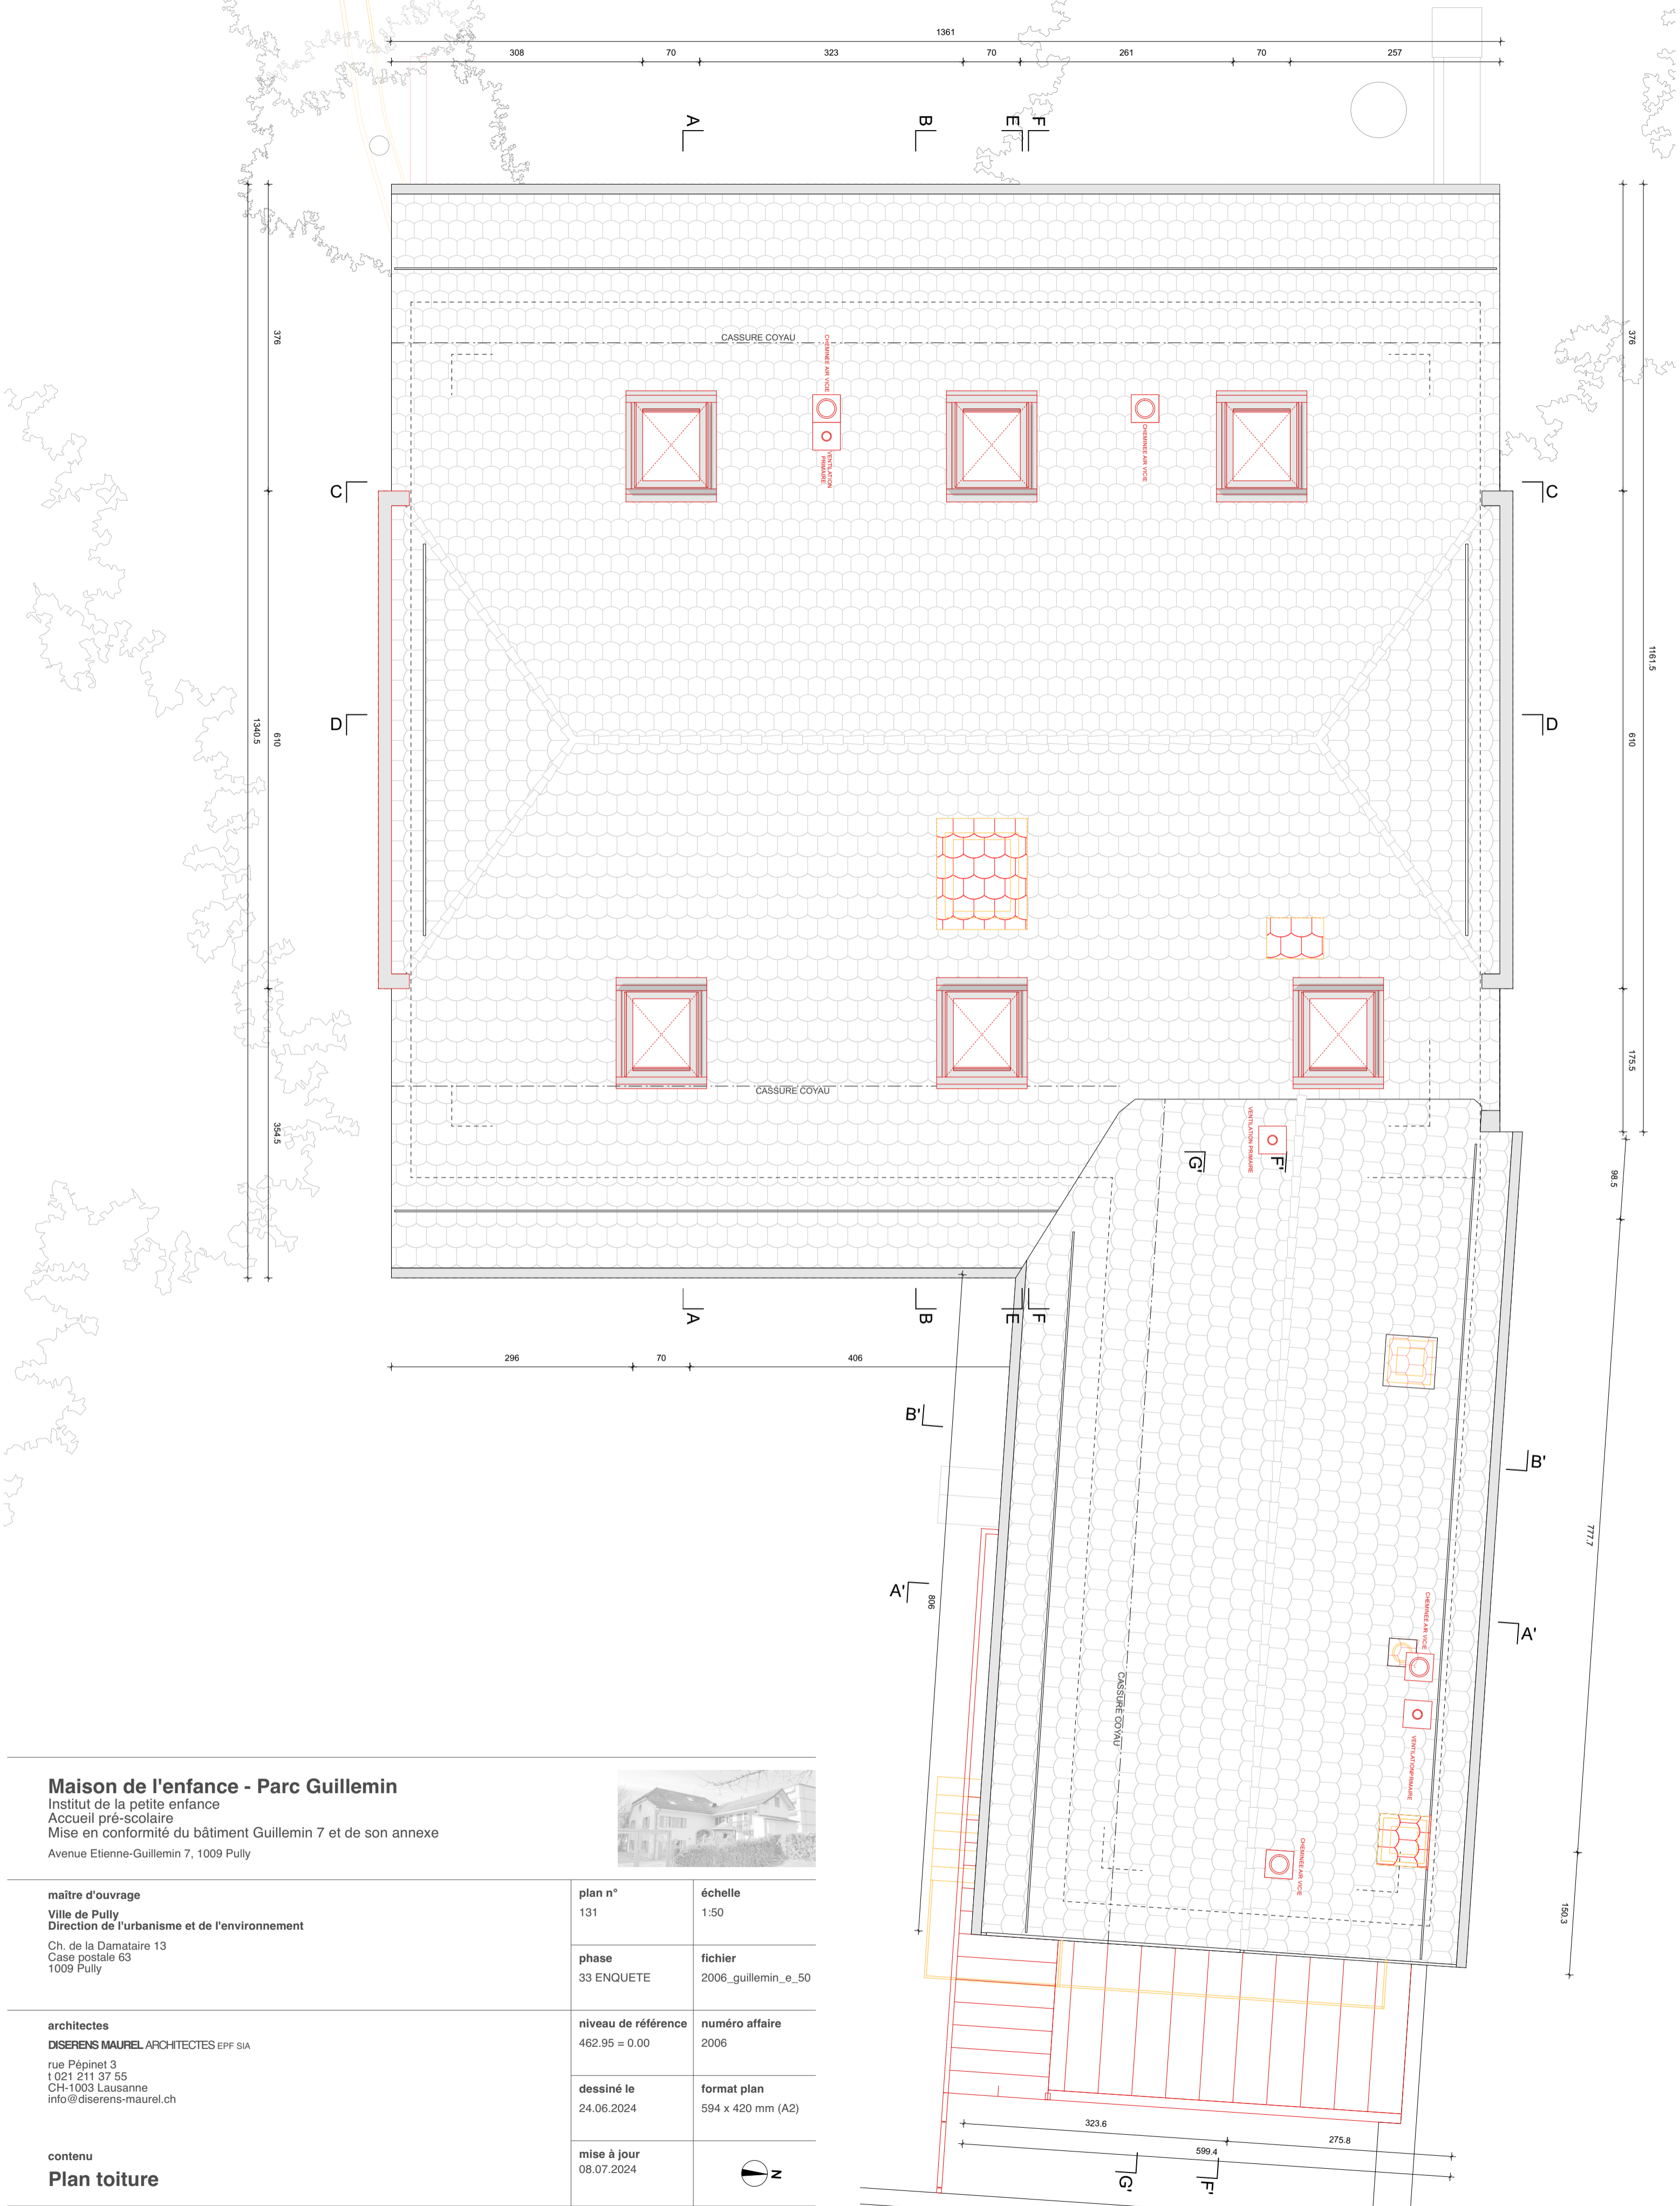 1361
308
70
323
70
261
70
257
A
B
E
F
CASSURE COYAU
CHEMINEE AIR VICIE
VENTILATION
PRIMAIRE
CHEMINEE AIR VICIE
376
1340.5
610
354.5
376
1161.5
610
175.5
C
C
D
D
CASSURE COYAU
VENTILATION PRIMAIRE
G'
F'
98.5
A
B
E
F
296
70
406
B'
B'
777.7
A'
806
A'
CHEMINEE AIR VICIE
CASSURE COYAU
VENTILATION PRIMAIRE
CHEMINEE AIR VICIE
150.3
323.6
275.8
599.4
G'
F'
Maison de l'enfance - Parc Guillemin
Institut de la petite enfance
Accueil pré-scolaire
Mise en conformité du bâtiment Guillemin 7 et de son annexe
Avenue Etienne-Guillemin 7, 1009 Pully
maître d'ouvrage
Ville de Pully
Direction de l'urbanisme et de l'environnement
Ch. de la Damataire 13
Case postale 63
1009 Pully
plan n°
131
échelle
1:50
phase
33 ENQUETE
fichier
2006_guillemin_e_50
architectes
DISERENS MAUREL ARCHITECTES EPF SIA
rue Pépinet 3
t 021 211 37 55
CH-1003 Lausanne
info@diserens-maurel.ch
niveau de référence
462.95 = 0.00
numéro affaire
2006
dessiné le
24.06.2024
format plan
594 x 420 mm (A2)
contenu
Plan toiture
mise à jour
08.07.2024
N